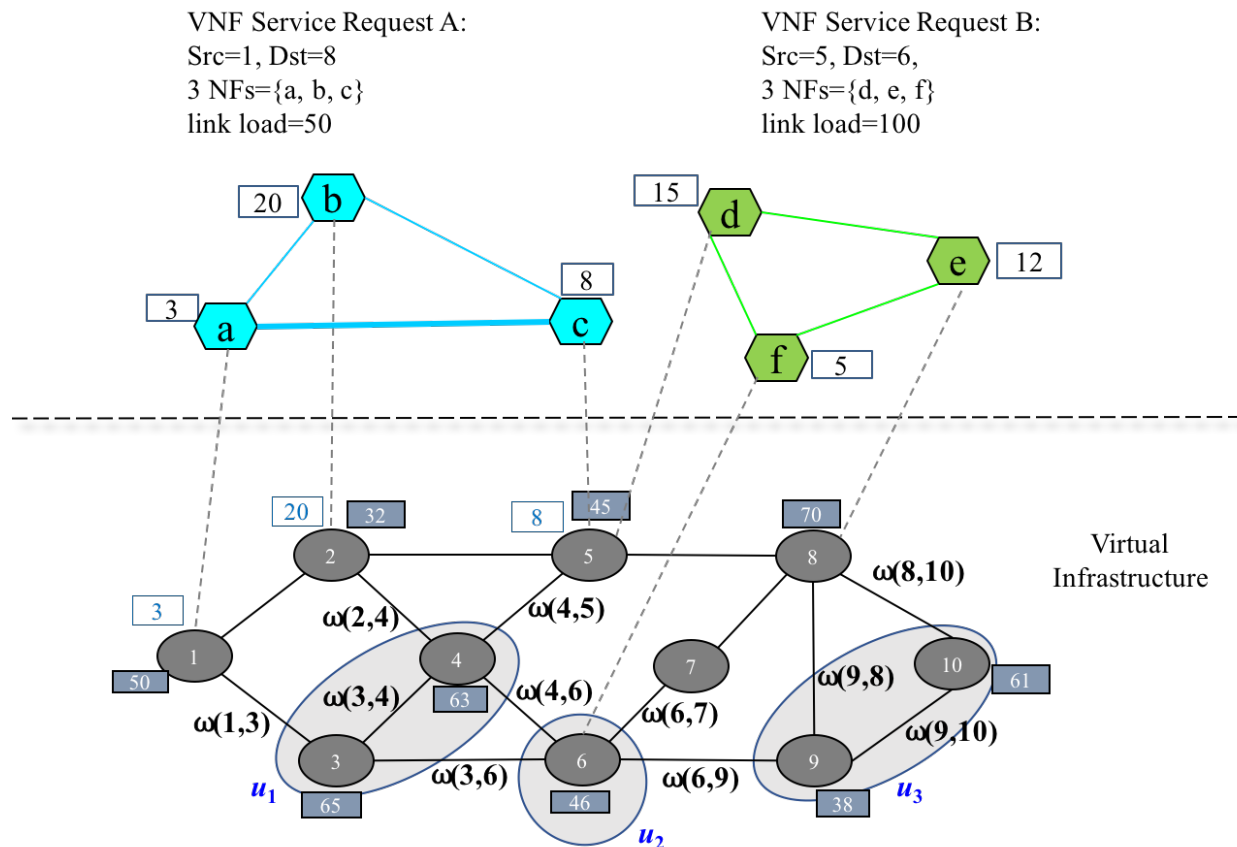 VNF Service Request A:
Src=1, Dst=8
3 NFs={a, b, c}
link load=50
VNF Service Request B:
Src=5, Dst=6,
3 NFs={d, e, f}
link load=100
20
b
3
a
8
c
15
d
e
12
f
5
20
32
8
45
70
2
5
8
Virtual
Infrastructure
ω(8,10)
ω(2,4)
ω(4,5)
3
1
50
4
63
7
10
61
ω(3,4)
ω(4,6)
ω(9,8)
ω(1,3)
ω(6,7)
ω(9,10)
3
65
6
46
9
38
ω(3,6)
ω(6,9)
u1
u2
u3